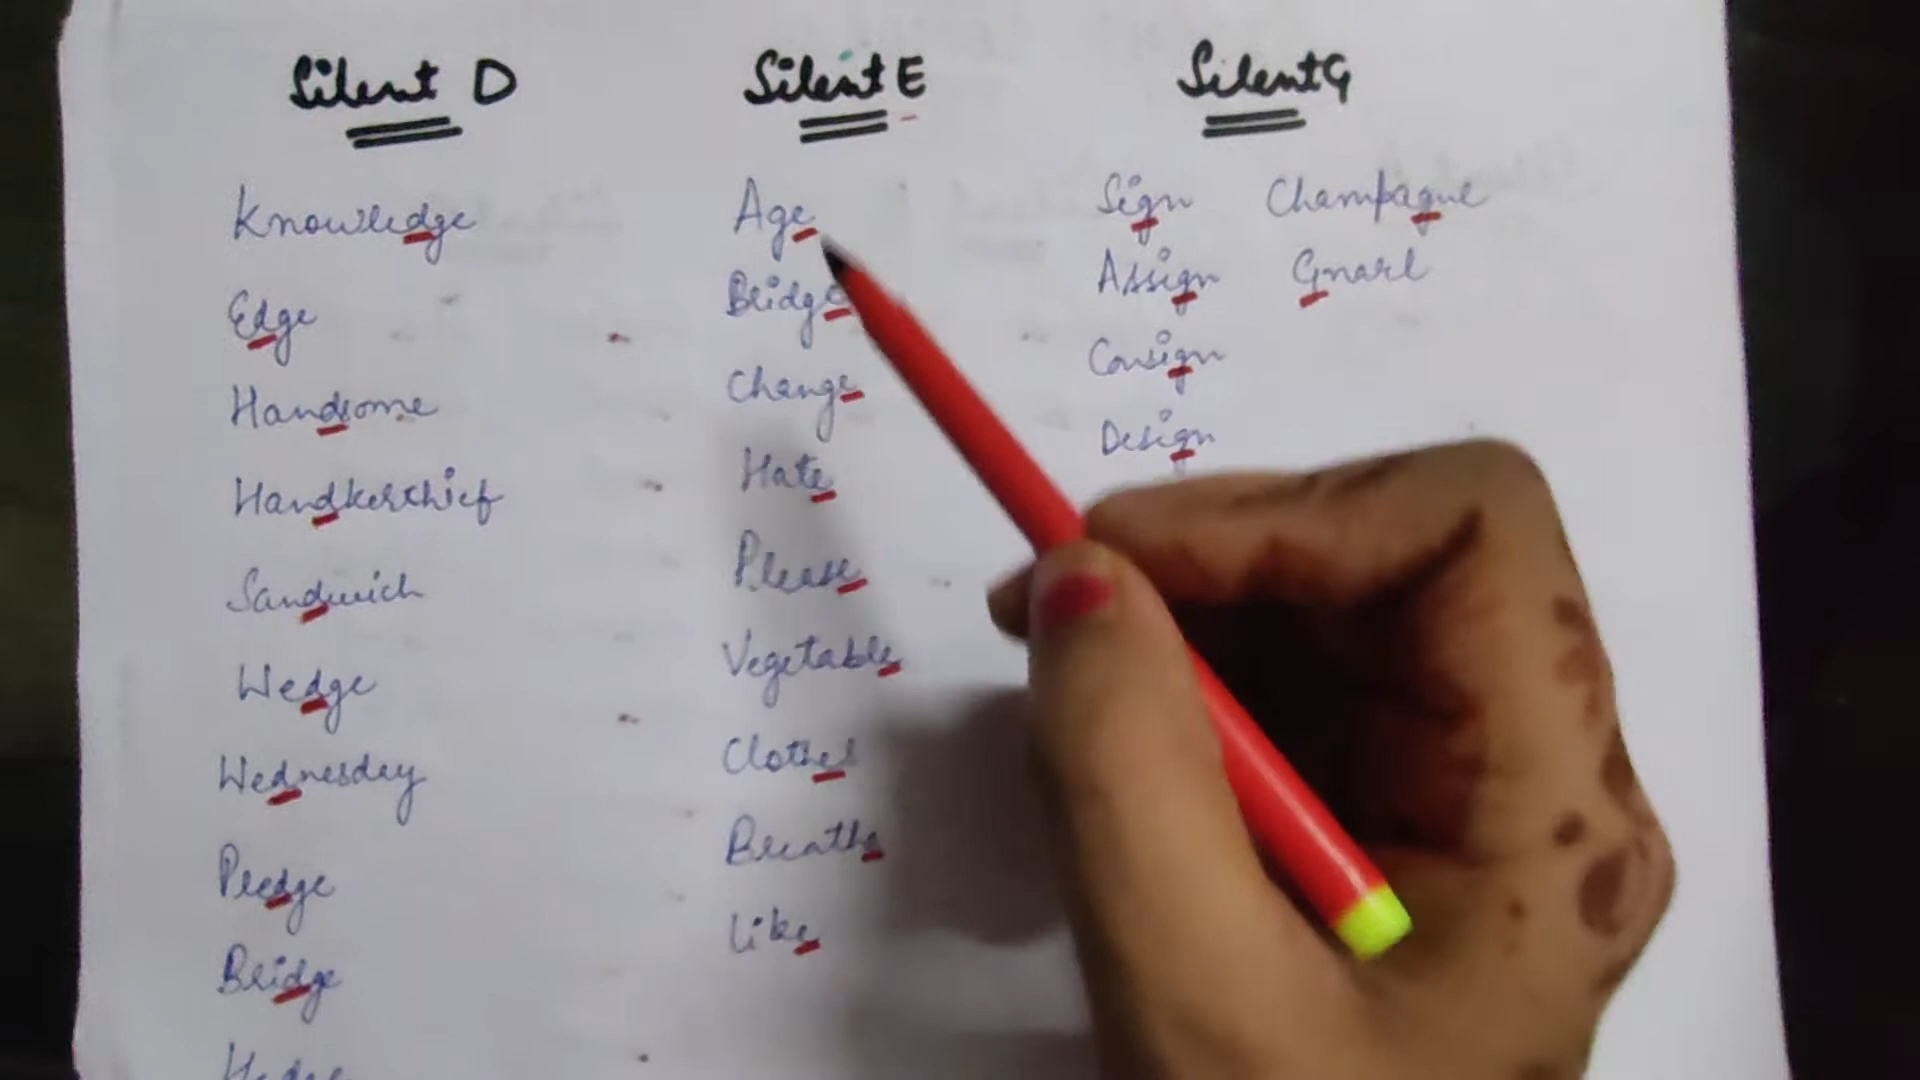 Silent D
Knowledge
Edge
Handsome
Handkerchief
Sandwich
Wedge
Wednesday
Pledge
Bridge
Hedge
Silent E
Age
Bridge
Change
Hate
Please
Vegetable
Clothes
Breathe
Like
Silent G
Sign Champagne
Assign Gnarl
Consign
Design